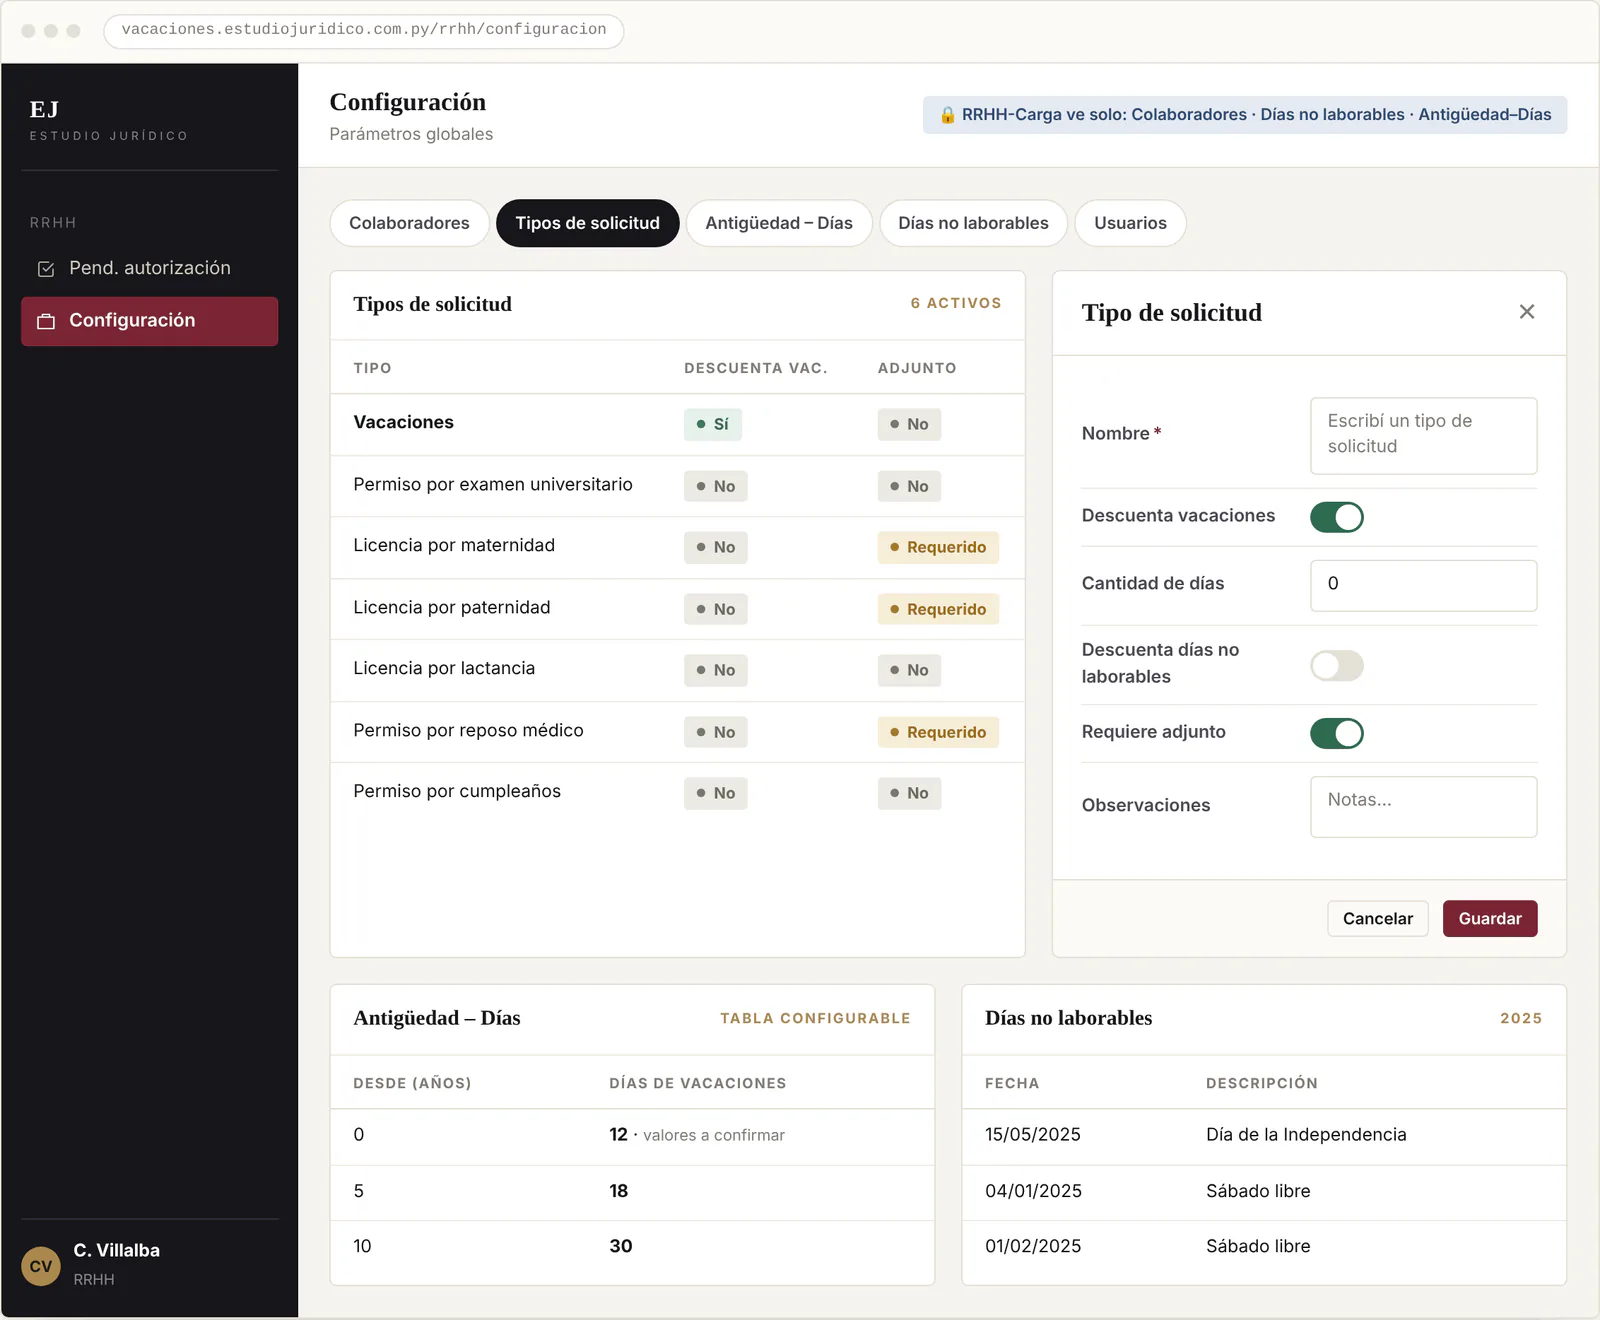 vacaciones.estudiojuridico.com.py/rrhh/configuracion
EJ
ESTUDIO JURÍDICO
RRHH
Pend. autorización
Configuración
CV
C. Villalba
RRHH
Configuración
Parámetros globales
🔒 RRHH-Carga ve solo: Colaboradores · Días no laborables · Antigüedad–Días
Colaboradores
Tipos de solicitud
Antigüedad – Días
Días no laborables
Usuarios
Tipos de solicitud
6 ACTIVOS
TIPO DESCUENTA VAC. ADJUNTO
Vacaciones Sí No
Permiso por examen universitario No No
Licencia por maternidad No Requerido
Licencia por paternidad No Requerido
Licencia por lactancia No No
Permiso por reposo médico No Requerido
Permiso por cumpleaños No No
Tipo de solicitud
Nombre *
Escribí un tipo de
solicitud
Descuenta vacaciones
Cantidad de días
0
Descuenta días no
laborables
Requiere adjunto
Observaciones
Notas...
Cancelar
Guardar
Antigüedad – Días
TABLA CONFIGURABLE
DESDE (AÑOS) DÍAS DE VACACIONES
0 12 · valores a confirmar
5 18
10 30
Días no laborables
2025
FECHA DESCRIPCIÓN
15/05/2025 Día de la Independencia
04/01/2025 Sábado libre
01/02/2025 Sábado libre